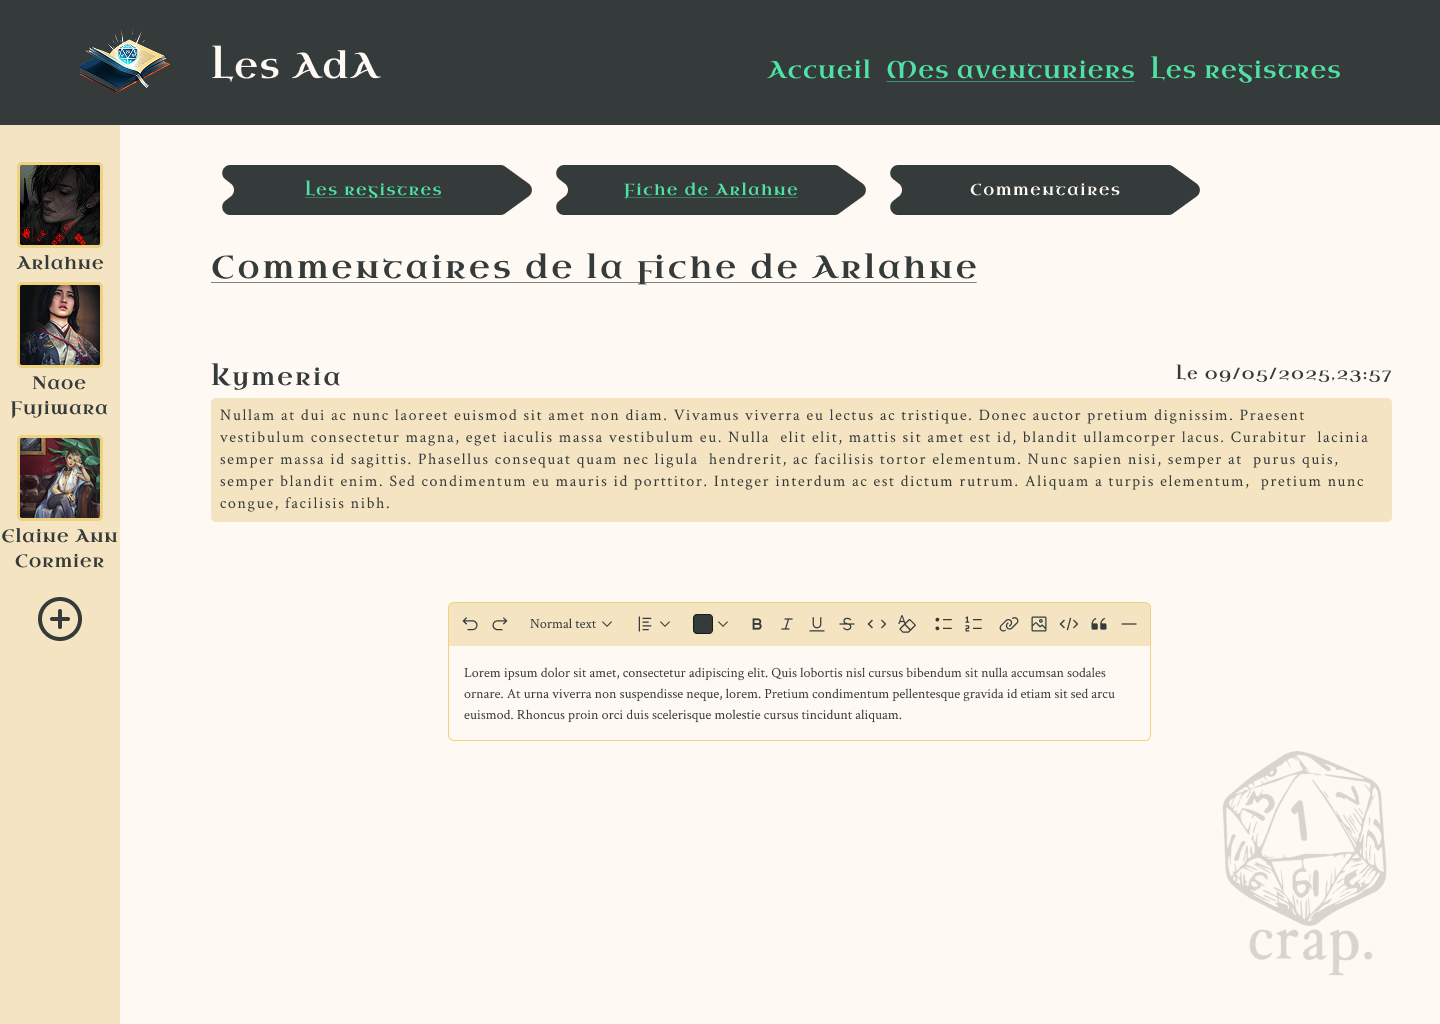 Les AdA
Accueil Mes aventuriers Les registres
Arlahne
Naoe
Fujiwara
Elaine Ann
Cormier
Les registres
Fiche de Arlahne
Commentaires
Commentaires de la fiche de Arlahne
kymeria
Le 09/05/2025,23:57
Nullam at dui ac nunc laoreet euismod sit amet non diam. Vivamus viverra eu lectus ac tristique. Donec auctor pretium dignissim. Praesent
vestibulum consectetur magna, eget iaculis massa vestibulum eu. Nulla elit elit, mattis sit amet est id, blandit ullamcorper lacus. Curabitur lacinia
semper massa id sagittis. Phasellus consequat quam nec ligula hendrerit, ac facilisis tortor elementum. Nunc sapien nisi, semper at purus quis,
semper blandit enim. Sed condimentum eu mauris id porttitor. Integer interdum ac est dictum rutrum. Aliquam a turpis elementum, pretium nunc
congue, facilisis nibh.
Normal text
Lorem ipsum dolor sit amet, consectetur adipiscing elit. Quis lobortis nisl cursus bibendum sit nulla accumsan sodales
ornare. At urna viverra non suspendisse neque, lorem. Pretium condimentum pellentesque gravida id etiam sit sed arcu
euismod. Rhoncus proin orci duis scelerisque molestie cursus tincidunt aliquam.
13 1 7
61
crap.